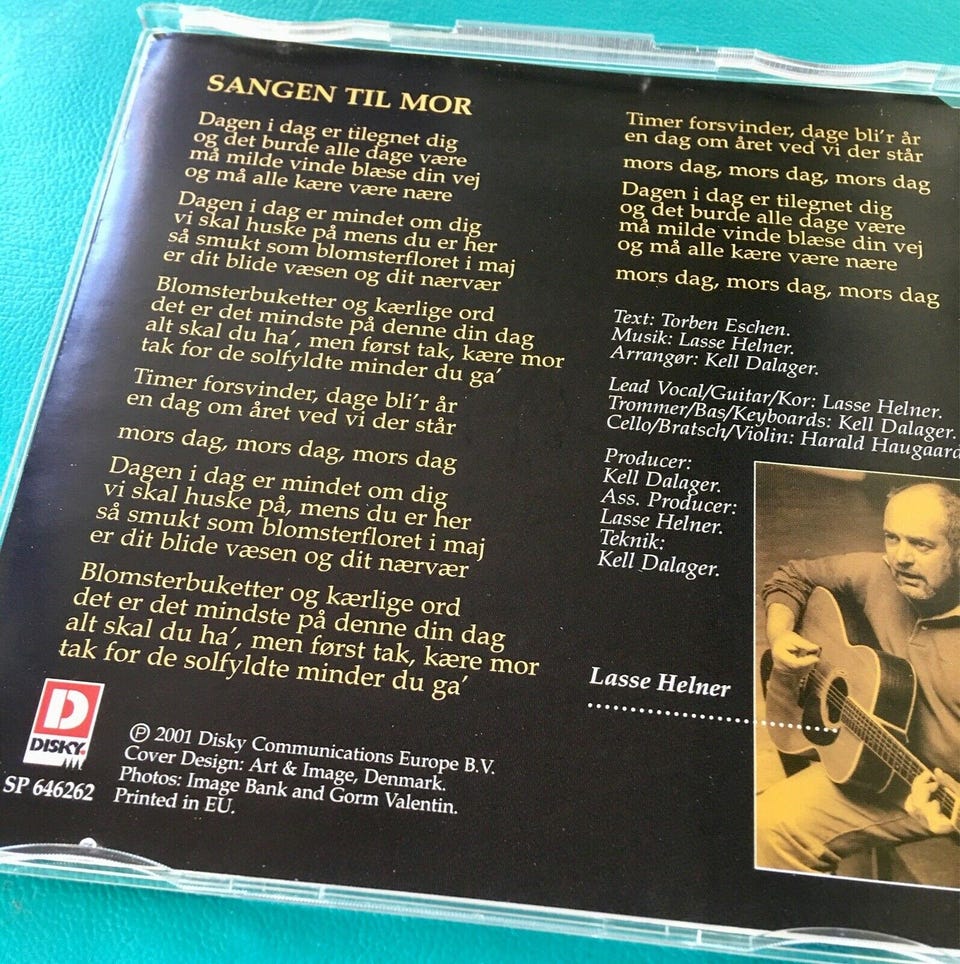 SANGEN TIL MOR
Dagen i dag er tilegnet dig
og det burde alle dage være
må milde vinde blæse din vej
og må alle kære være nære
Dagen i dag er mindet om dig
vi skal huske på mens du er her
så smukt som blomsterfloret i maj
er dit blide væsen og dit nærvær
Blomsterbuketter og kærlige ord
det er det mindste på denne din dag
alt skal du ha', men først tak, kære mor
tak for de solfyldte minder du ga'
Timer forsvinder, dage bli'r år
en dag om året ved vi der står
mors dag, mors dag, mors dag
Dagen i dag er mindet om dig
vi skal huske på, mens du er her
så smukt som blomsterfloret i maj
er dit blide væsen og dit nærvær
Blomsterbuketter og kærlige ord
det er det mindste på denne din dag
alt skal du ha', men først tak, kære mor
tak for de solfyldte minder du ga'
Timer forsvinder, dage bli'r år
en dag om året ved vi der står
mors dag, mors dag, mors dag
Dagen i dag er tilegnet dig
og det burde alle dage være
må milde vinde blæse din vej
og må alle kære være nære
mors dag, mors dag, mors dag
Text: Torben Eschen.
Musik: Lasse Helner.
Arrangør: Kell Dalager.
Lead Vocal/Guitar/Kor: Lasse Helner.
Trommer/Bas/Keyboards: Kell Dalager.
Cello/Bratsch/Violin: Harald Haugaard
Producer:
Kell Dalager.
Ass. Producer:
Lasse Helner.
Teknik:
Kell Dalager.
Lasse Helner
D
DISKY
SP 646262
℗ 2001 Disky Communications Europe B.V.
Cover Design: Art & Image, Denmark.
Photos: Image Bank and Gorm Valentin.
Printed in EU.